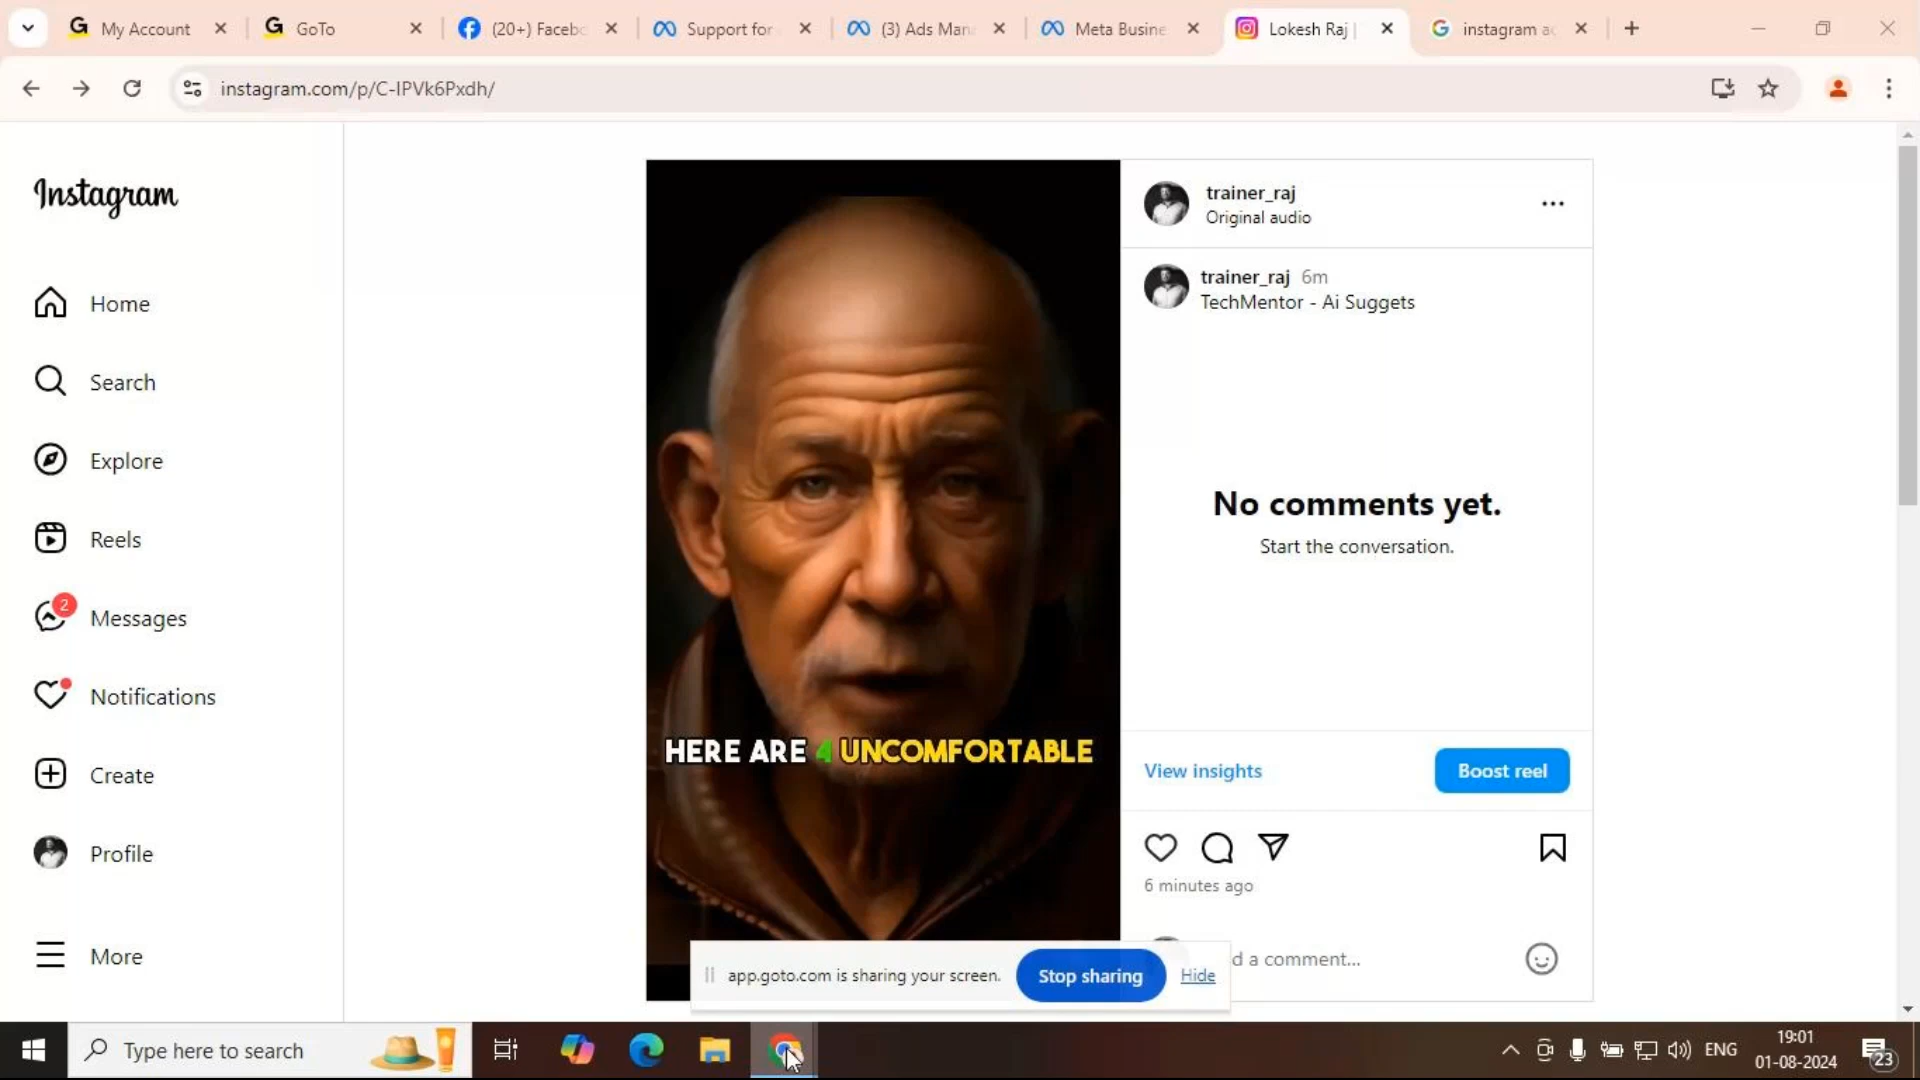 My Account
GoTo
(20+) Facebo
Support for
(3) Ads Man
Meta Busine
Lokesh Raj |
instagram ac
instagram.com/p/C-IPVk6Pxdh/
Instagram
Home
Search
Explore
Reels
2
Messages
Notifications
Create
Profile
More
HERE ARE 4 UNCOMFORTABLE
trainer_raj
Original audio
trainer_raj 6m
TechMentor - Ai Suggets
No comments yet.
Start the conversation.
View insights
Boost reel
6 minutes ago
d a comment...
app.goto.com is sharing your screen.
Stop sharing
Hide
Type here to search
ENG
19:01
01-08-2024
23